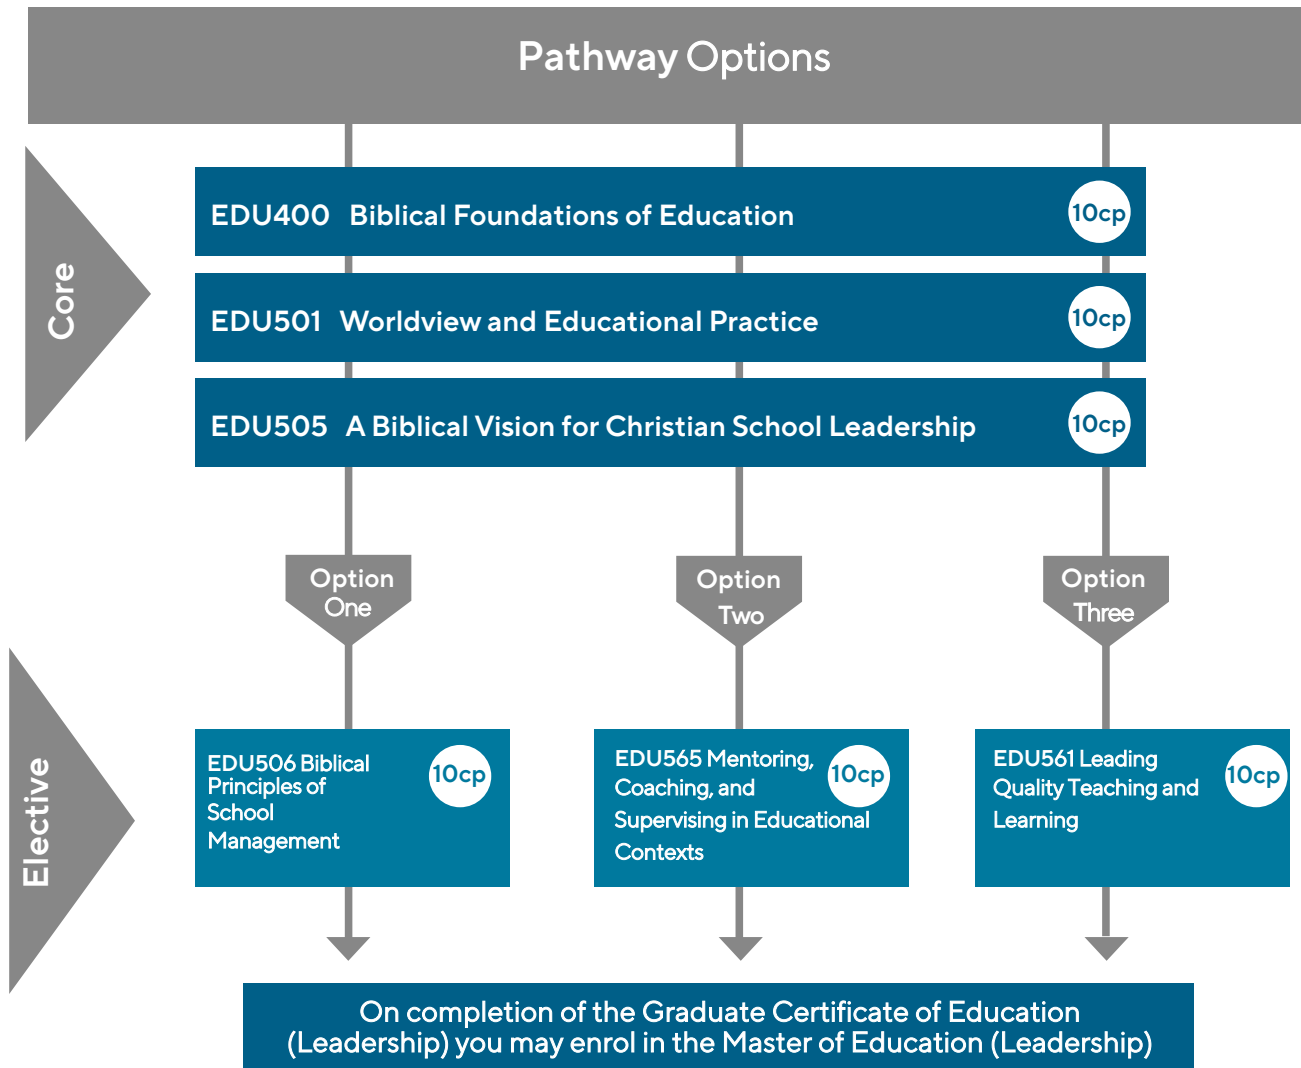 Pathway Options
Core
EDU400 Biblical Foundations of Education
10cp
EDU501 Worldview and Educational Practice
10cp
EDU505 A Biblical Vision for Christian School Leadership
10cp
Option
One
Option
Two
Option
Three
Elective
EDU506 Biblical
Principles of
School
Management
10cp
EDU565 Mentoring,
Coaching, and
Supervising in Educational
Contexts
10cp
EDU561 Leading
Quality Teaching and
Learning
10cp
On completion of the Graduate Certificate of Education
(Leadership) you may enrol in the Master of Education (Leadership)